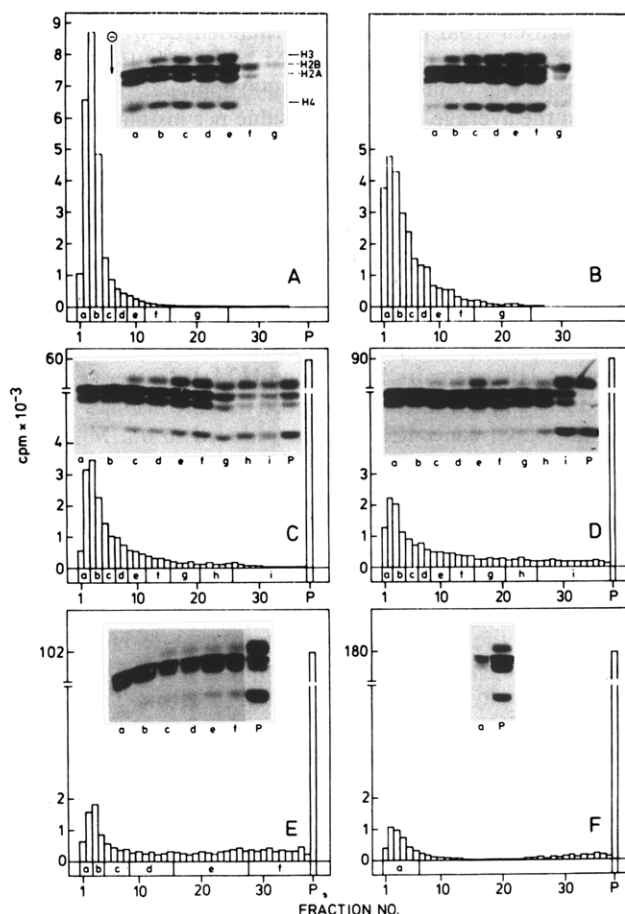 9
8
7
6
5
4
3
2
1
0
⊖
H3
H2B
H2A
H4
a b c d e f g
A
1 10 20 30 P
a b c d e f g
5
4
3
2
1
0
a b c d e f g
B
1 10 20 30
a b c d e f g
cpm × 10⁻³
60
4
3
2
1
0
a b c d e f g h i P
C
1 10 20 30 P
a b c d e f g h i
90
3
2
1
0
a b c d e f g h i P
D
1 10 20 30 P
a b c d e f g h i
102
2
1
0
a b c d e f P
E
1 10 20 30 P
a b c d e f
180
2
1
0
a P
F
1 10 20 30 P
a
FRACTION NO.